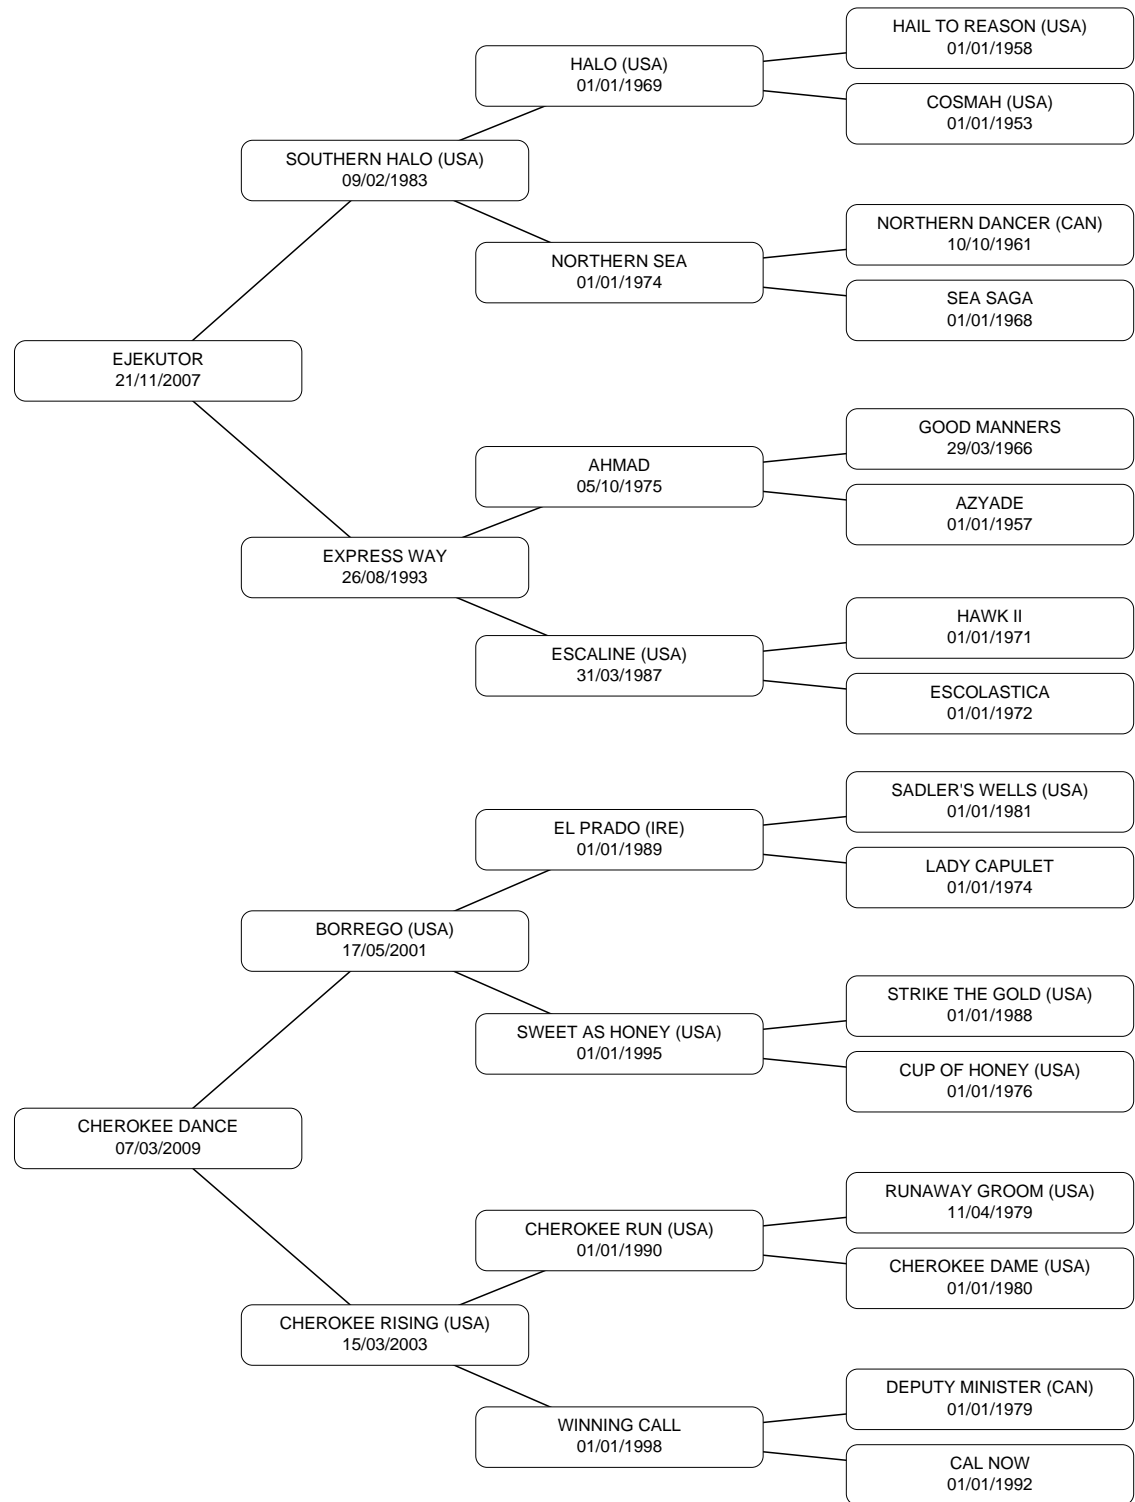 HAIL TO REASON (USA)
01/01/1958
HALO (USA)
01/01/1969
COSMAH (USA)
01/01/1953
SOUTHERN HALO (USA)
09/02/1983
NORTHERN DANCER (CAN)
10/10/1961
NORTHERN SEA
01/01/1974
SEA SAGA
01/01/1968
EJEKUTOR
21/11/2007
GOOD MANNERS
29/03/1966
AHMAD
05/10/1975
AZYADE
01/01/1957
EXPRESS WAY
26/08/1993
HAWK II
01/01/1971
ESCALINE (USA)
31/03/1987
ESCOLASTICA
01/01/1972
SADLER'S WELLS (USA)
01/01/1981
EL PRADO (IRE)
01/01/1989
LADY CAPULET
01/01/1974
BORREGO (USA)
17/05/2001
STRIKE THE GOLD (USA)
01/01/1988
SWEET AS HONEY (USA)
01/01/1995
CUP OF HONEY (USA)
01/01/1976
CHEROKEE DANCE
07/03/2009
RUNAWAY GROOM (USA)
11/04/1979
CHEROKEE RUN (USA)
01/01/1990
CHEROKEE DAME (USA)
01/01/1980
CHEROKEE RISING (USA)
15/03/2003
DEPUTY MINISTER (CAN)
01/01/1979
WINNING CALL
01/01/1998
CAL NOW
01/01/1992